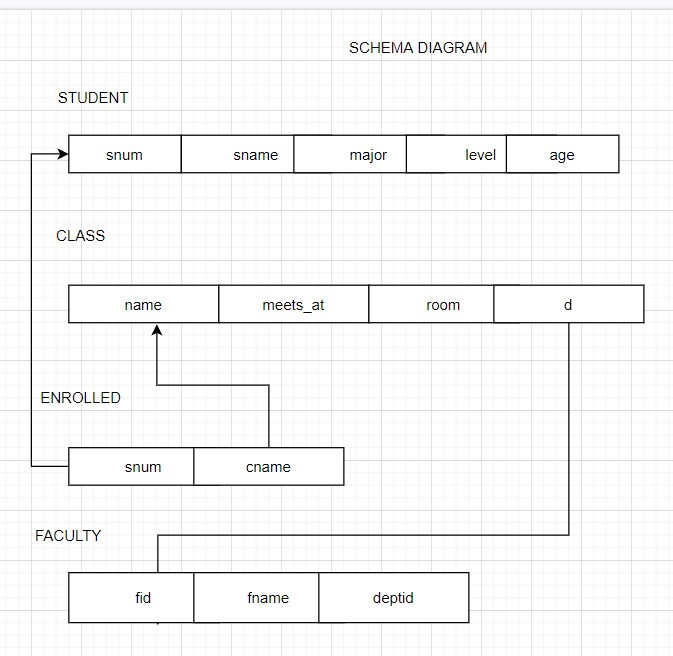 SCHEMA DIAGRAM
STUDENT
snum sname major level age
CLASS
name meets_at room d
ENROLLED
snum cname
FACULTY
fid fname deptid